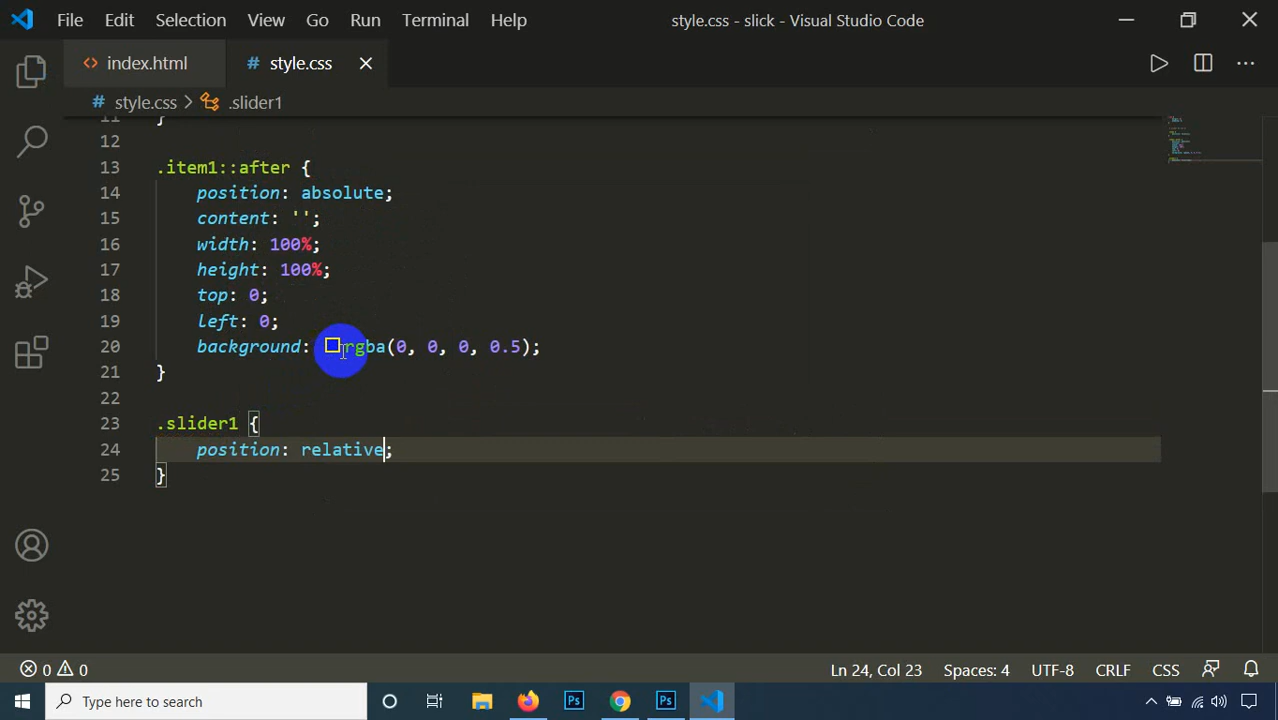 File Edit Selection View Go Run Terminal Help style.css - slick - Visual Studio Code
index.html style.css
style.css > .slider1
11 }
12
13 .item1::after {
14 position: absolute;
15 content: '';
16 width: 100%;
17 height: 100%;
18 top: 0;
19 left: 0;
20 background: rgba(0, 0, 0, 0.5);
21 }
22
23 .slider1 {
24 position: relative;
25 }
0 0 Ln 24, Col 23 Spaces: 4 UTF-8 CRLF CSS
Type here to search Ps Ps